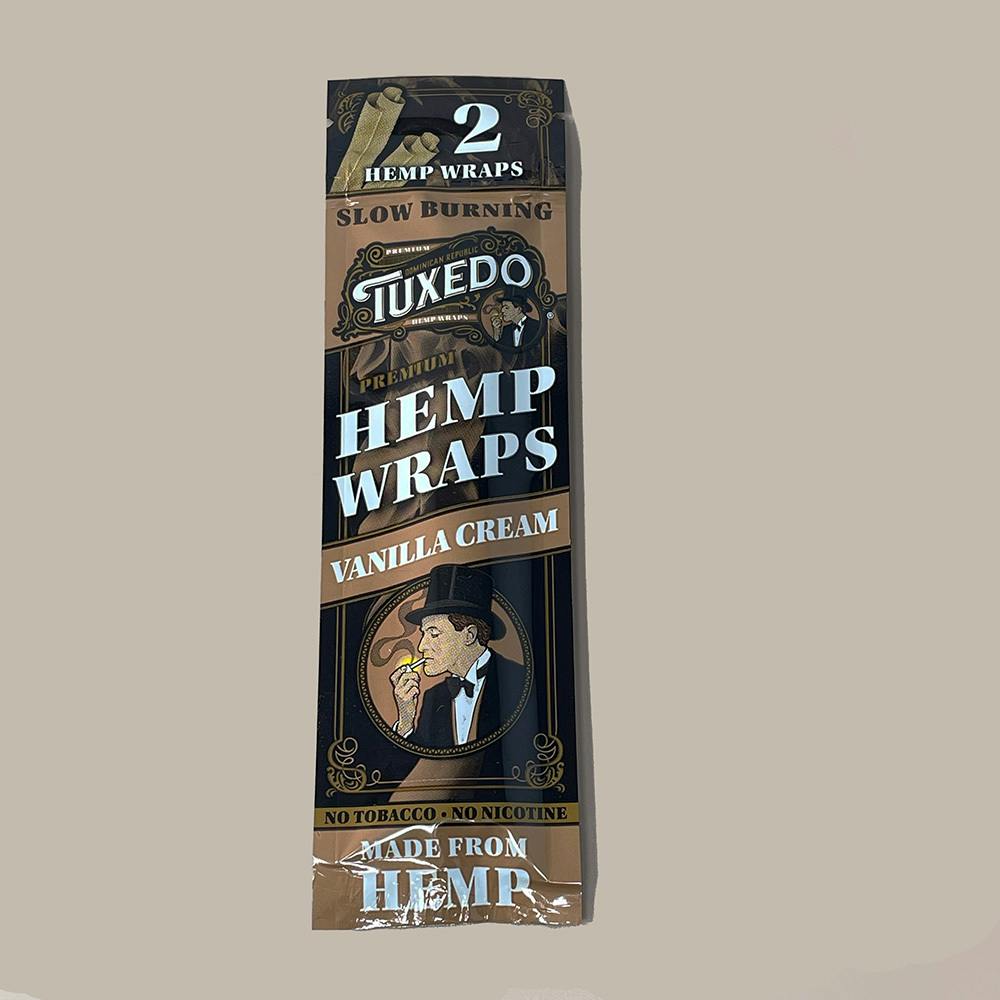 2
HEMP WRAPS
SLOW BURNING
PREMIUM
DOMINICAN REPUBLIC
TUXEDO
HEMP WRAPS
®
PREMIUM
HEMP
WRAPS
VANILLA CREAM
NO TOBACCO • NO NICOTINE
MADE FROM
HEMP